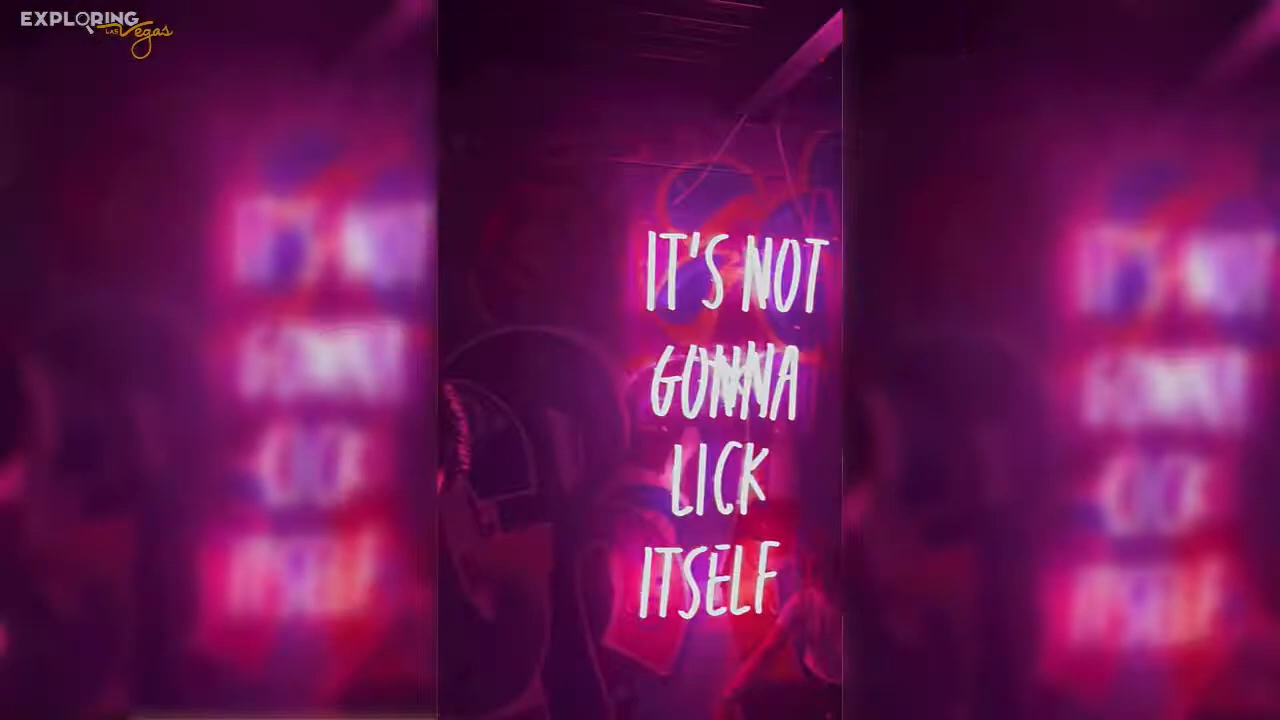 EXPLORING
LAS Vegas
IT'S NOT
GONNA
LICK
ITSELF